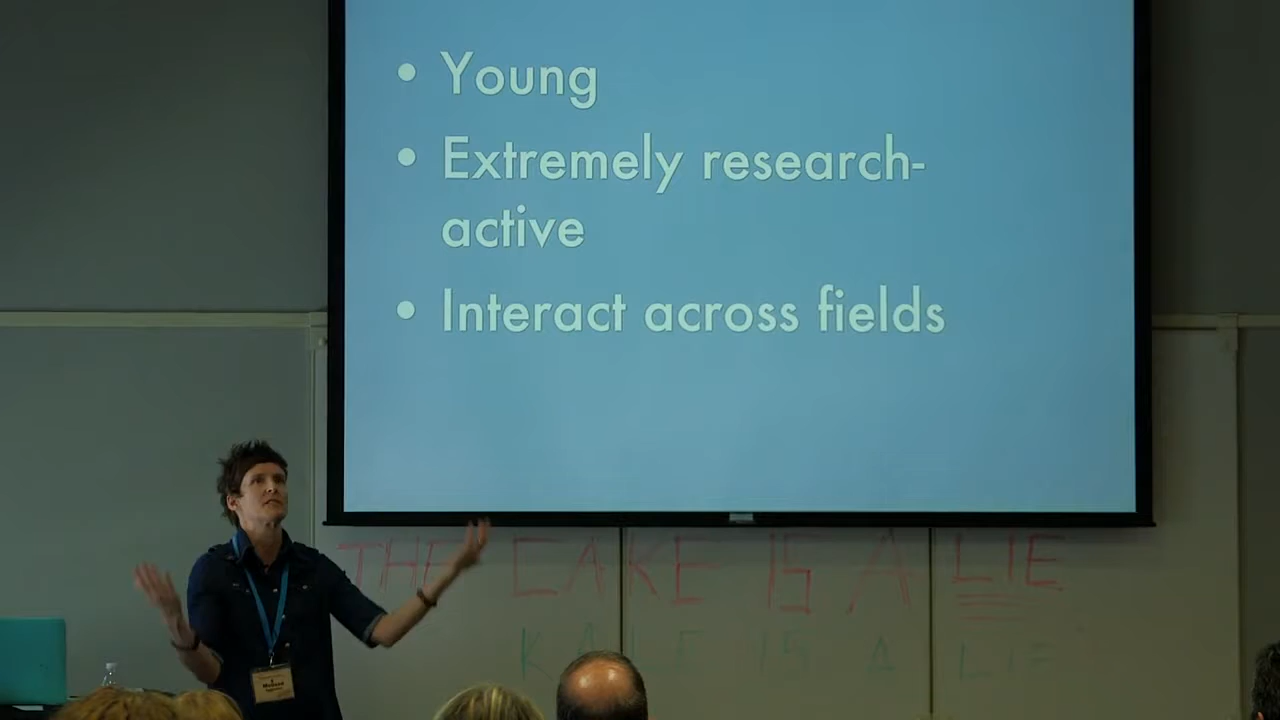 • Young
• Extremely research-
active
• Interact across fields
THE CAKE IS A LIE
KALE IS A LIE